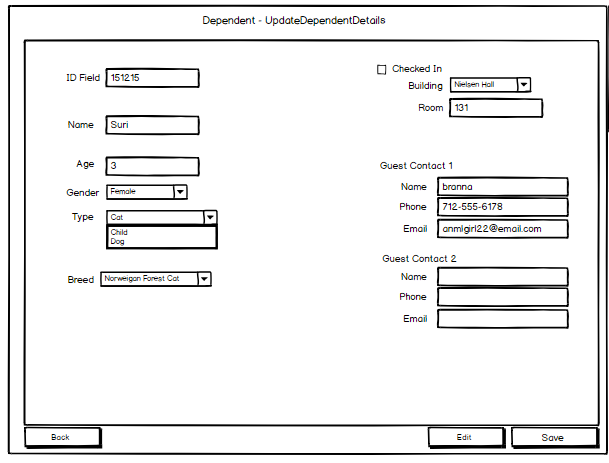 Dependent - UpdateDependentDetails
ID Field 151215
Name Suri
Age 3
Gender Female
Type Cat
Child
Dog
Breed Norweigan Forest Cat
Checked In
Building Nielsen Hall
Room 131
Guest Contact 1
Name branna
Phone 712-555-6178
Email anmlgirl22@email.com
Guest Contact 2
Name
Phone
Email
Back
Edit
Save